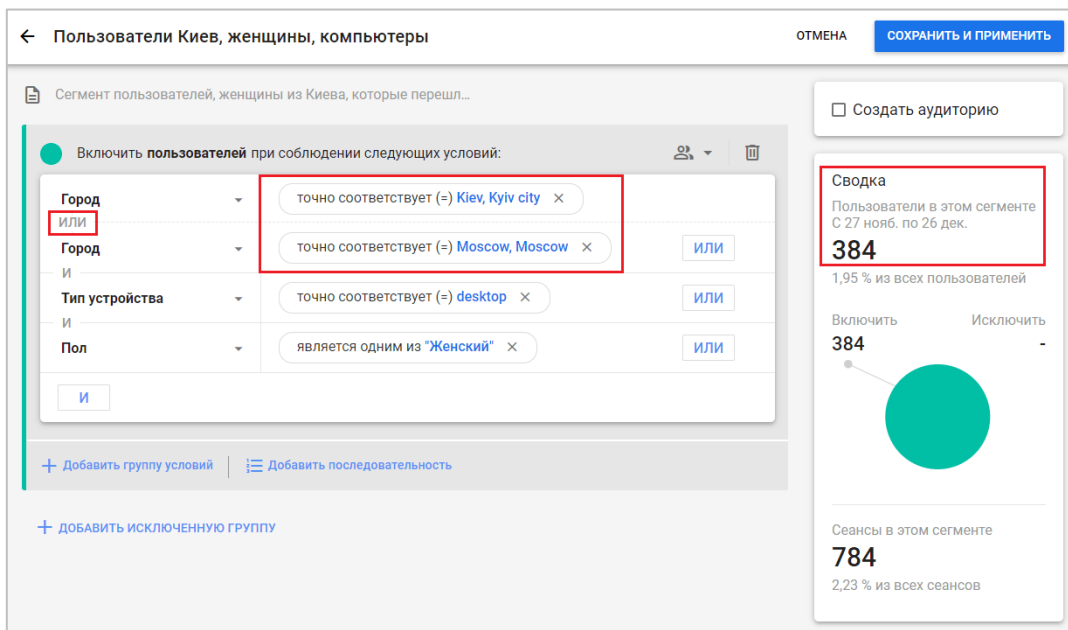 Пользователи Киев, женщины, компьютеры
ОТМЕНА
СОХРАНИТЬ И ПРИМЕНИТЬ
Сегмент пользователей, женщины из Киева, которые перешл...
Включить пользователей при соблюдении следующих условий:
Город
точно соответствует (=) Kiev, Kyiv city
ИЛИ
Город
точно соответствует (=) Moscow, Moscow
ИЛИ
И
Тип устройства
точно соответствует (=) desktop
ИЛИ
И
Пол
является одним из "Женский"
ИЛИ
И
Добавить группу условий
Добавить последовательность
ДОБАВИТЬ ИСКЛЮЧЕННУЮ ГРУППУ
Создать аудиторию
Сводка
Пользователи в этом сегменте
С 27 нояб. по 26 дек.
384
1,95 % из всех пользователей
Включить
Исключить
384
-
Сеансы в этом сегменте
784
2,23 % из всех сеансов